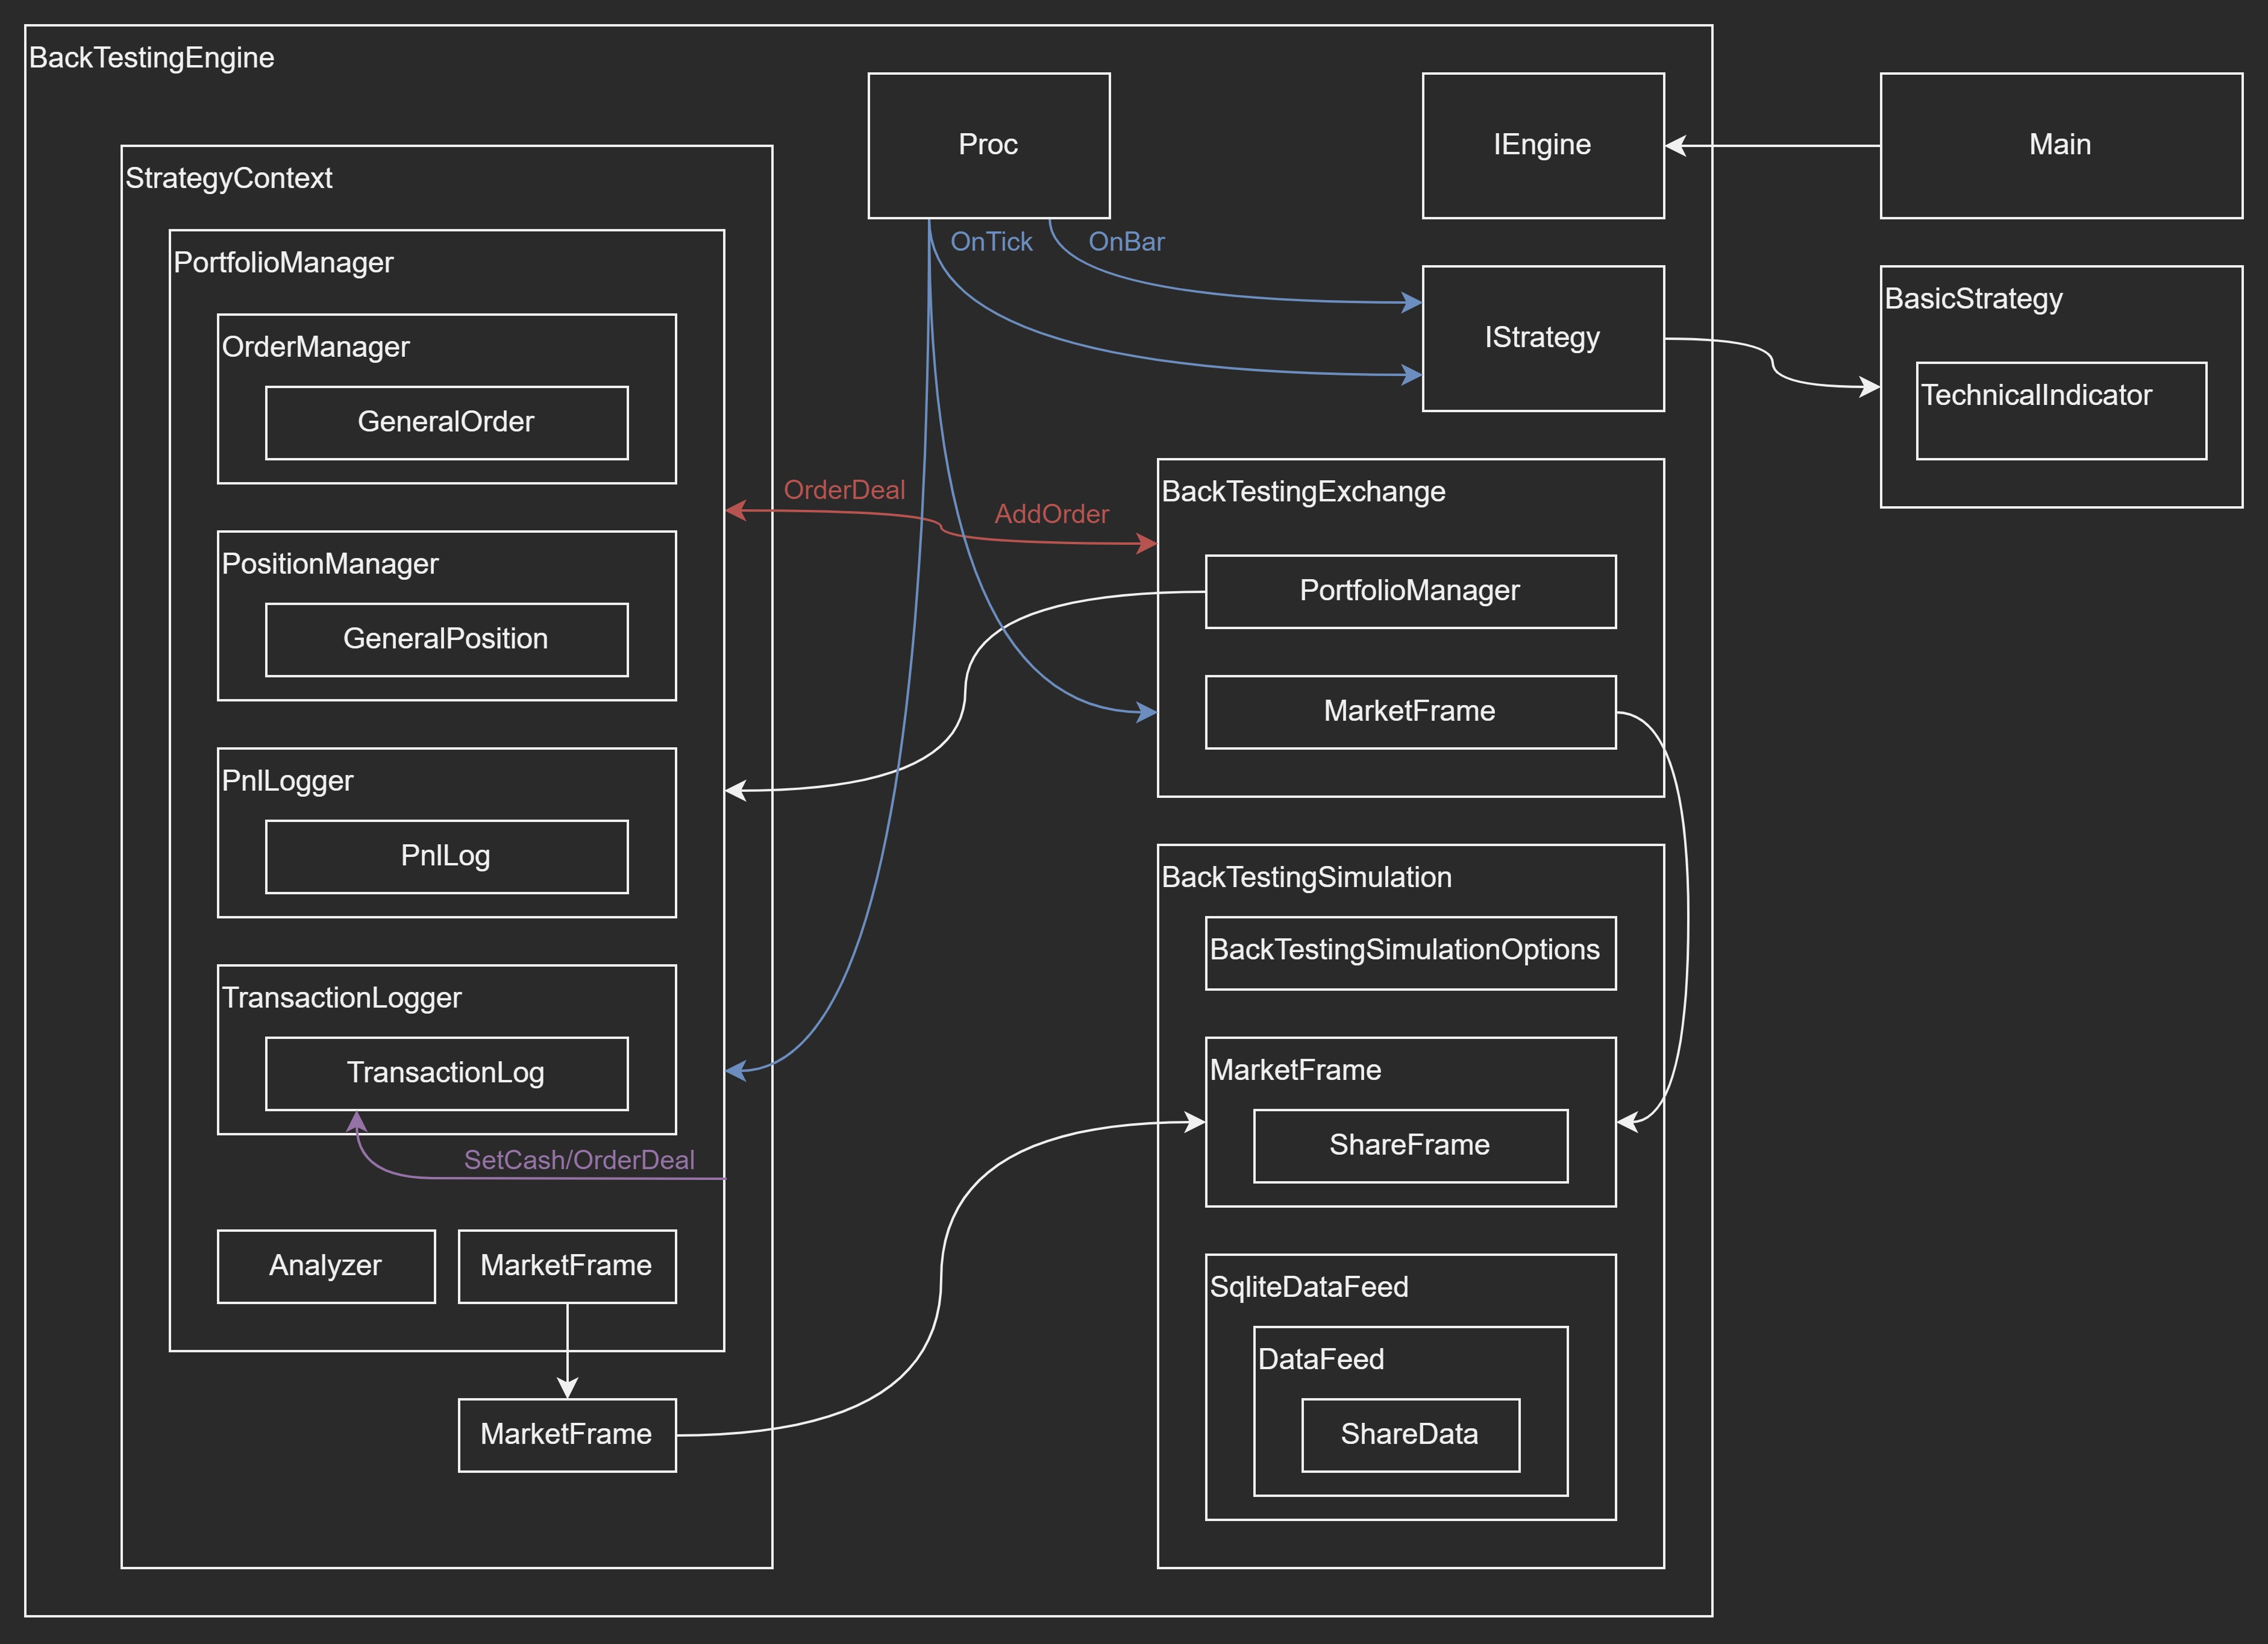 BackTestingEngine
Proc
IEngine
Main
StrategyContext
OnTick
OnBar
PortfolioManager
BasicStrategy
IStrategy
OrderManager
TechnicalIndicator
GeneralOrder
OrderDeal
AddOrder
BackTestingExchange
PositionManager
PortfolioManager
GeneralPosition
MarketFrame
PnlLogger
PnlLog
BackTestingSimulation
BackTestingSimulationOptions
TransactionLogger
TransactionLog
MarketFrame
SetCash/OrderDeal
ShareFrame
Analyzer
MarketFrame
SqliteDataFeed
DataFeed
MarketFrame
ShareData